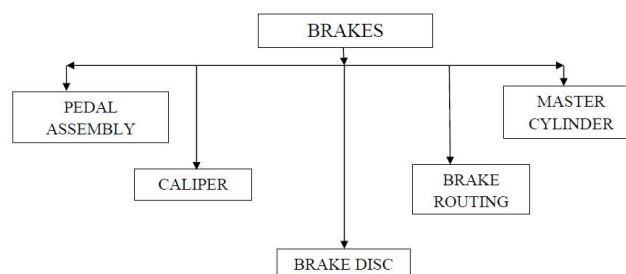 BRAKES
PEDAL
ASSEMBLY
MASTER
CYLINDER
CALIPER
BRAKE
ROUTING
BRAKE DISC